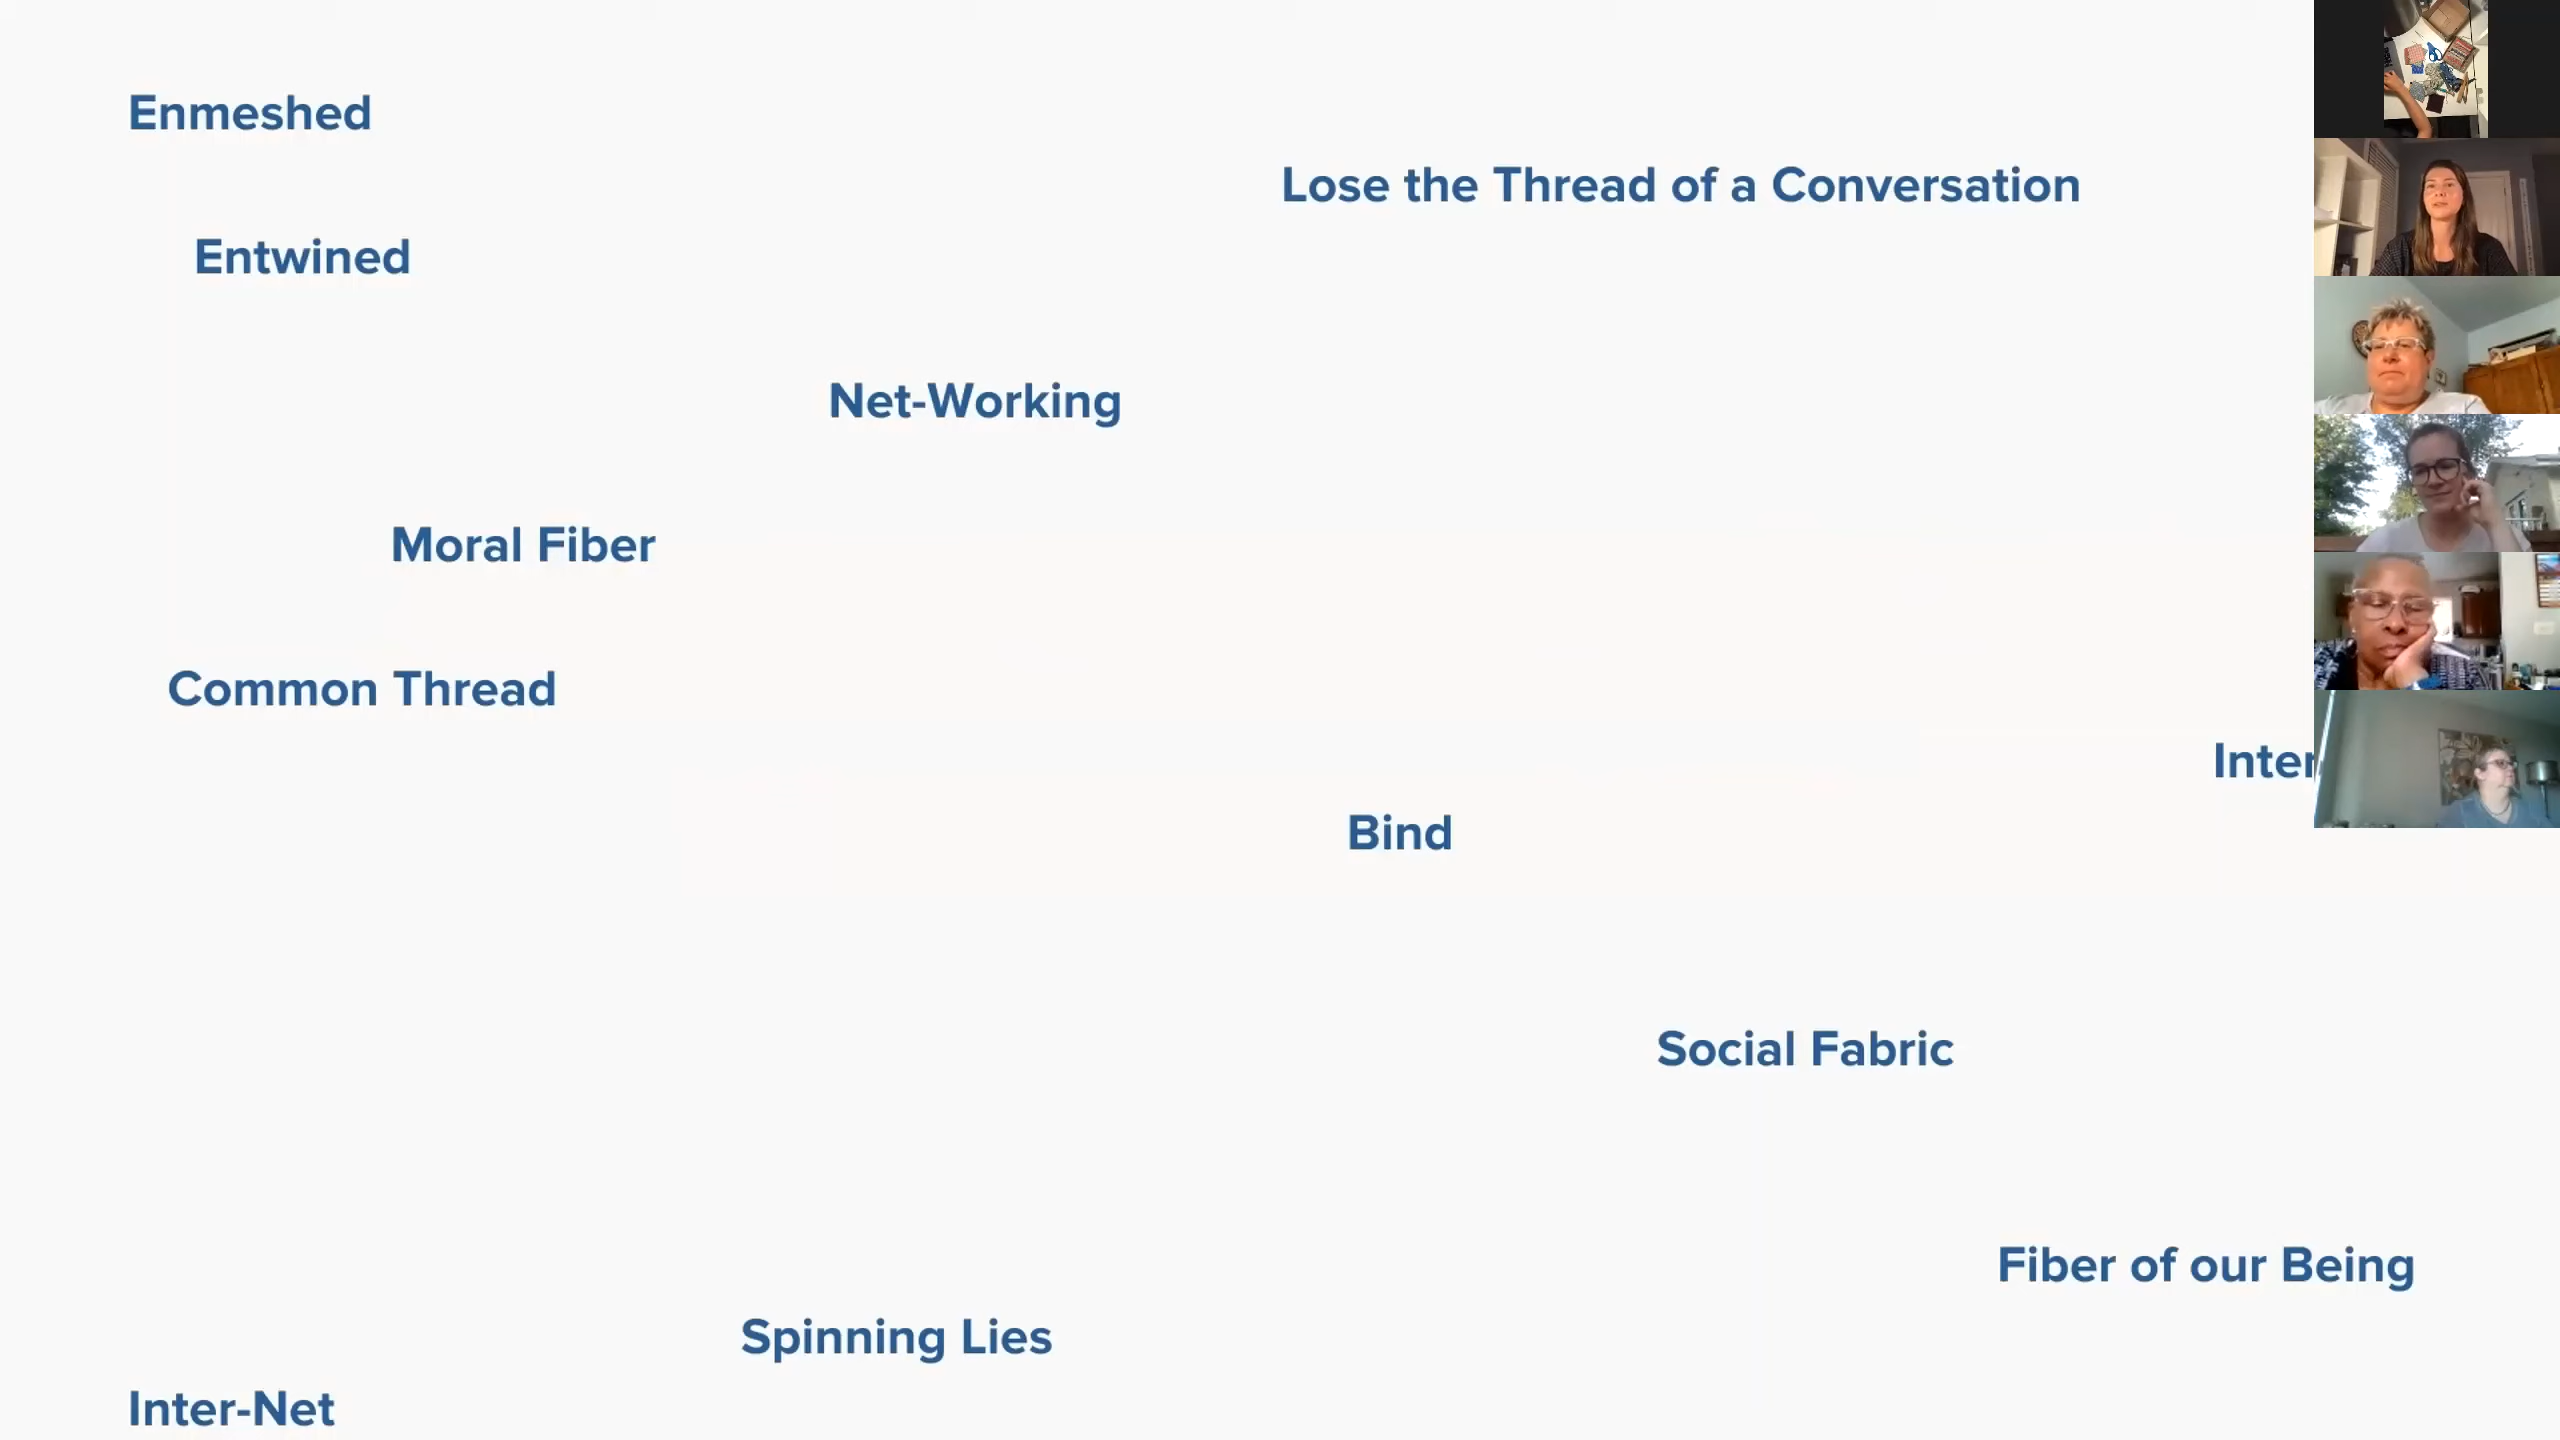 Enmeshed
Lose the Thread of a Conversation
Entwined
Net-Working
Moral Fiber
Common Thread
Inter
Bind
Social Fabric
Fiber of our Being
Spinning Lies
Inter-Net